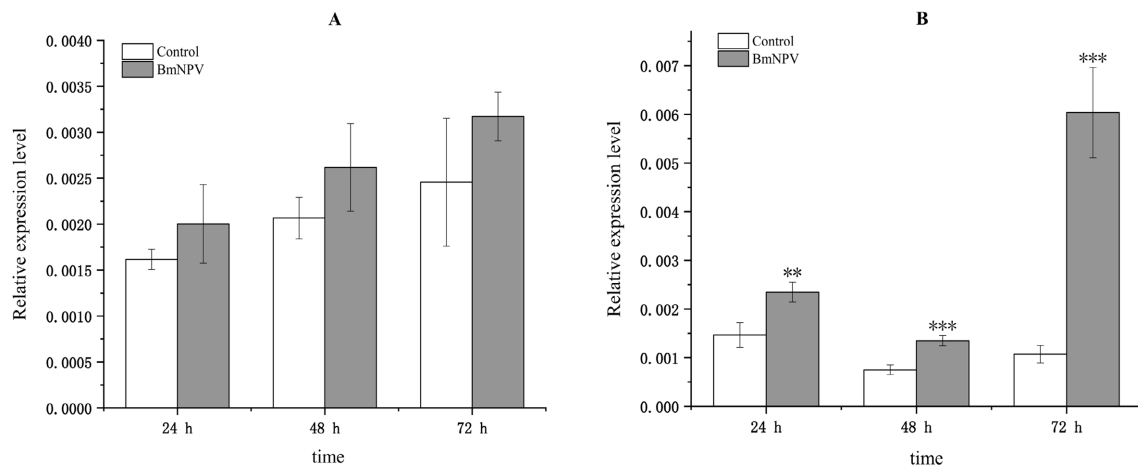 A
Control
BmNPV
Relative expression level
0.0040
0.0035
0.0030
0.0025
0.0020
0.0015
0.0010
0.0005
0.0000
24 h
48 h
72 h
time
B
Control
BmNPV
Relative expression level
0.007
0.006
0.005
0.004
0.003
0.002
0.001
0.000
**
***
***
24 h
48 h
72 h
time